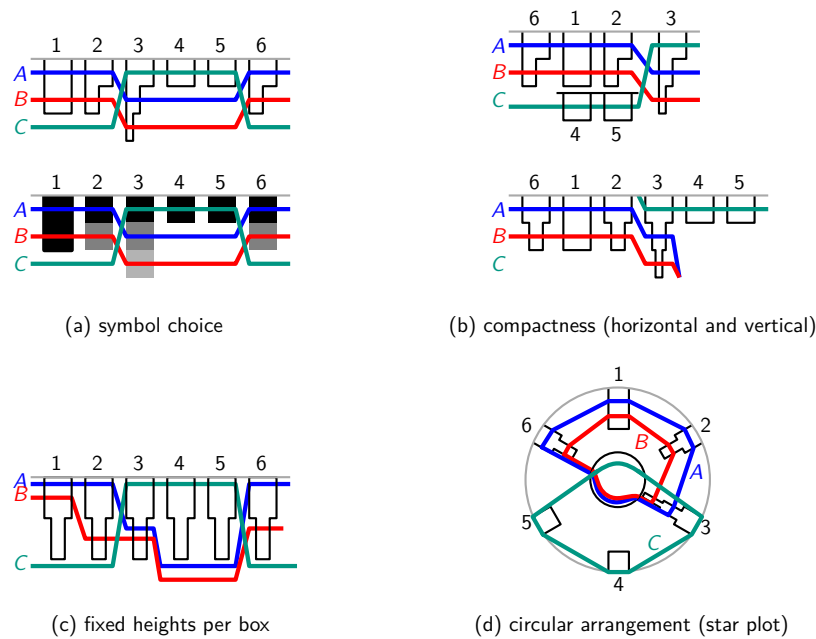 1 2 3 4 5 6
A
B
C
1 2 3 4 5 6
A
B
C
(a) symbol choice
6 1 2 3
A
B
C
4 5
6 1 2 3 4 5
A
B
C
(b) compactness (horizontal and vertical)
1 2 3 4 5 6
A
B
C
(c) fixed heights per box
1
6 2
B
A
5 3
C
4
(d) circular arrangement (star plot)